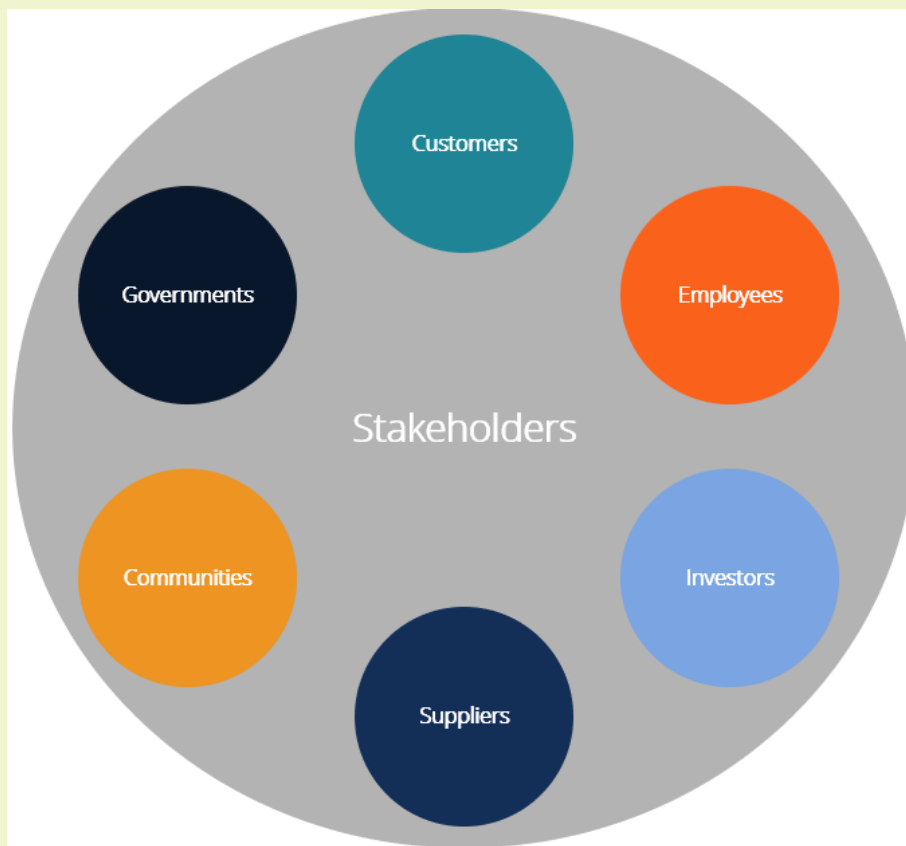 Customers
Governments
Employees
Stakeholders
Communities
Investors
Suppliers